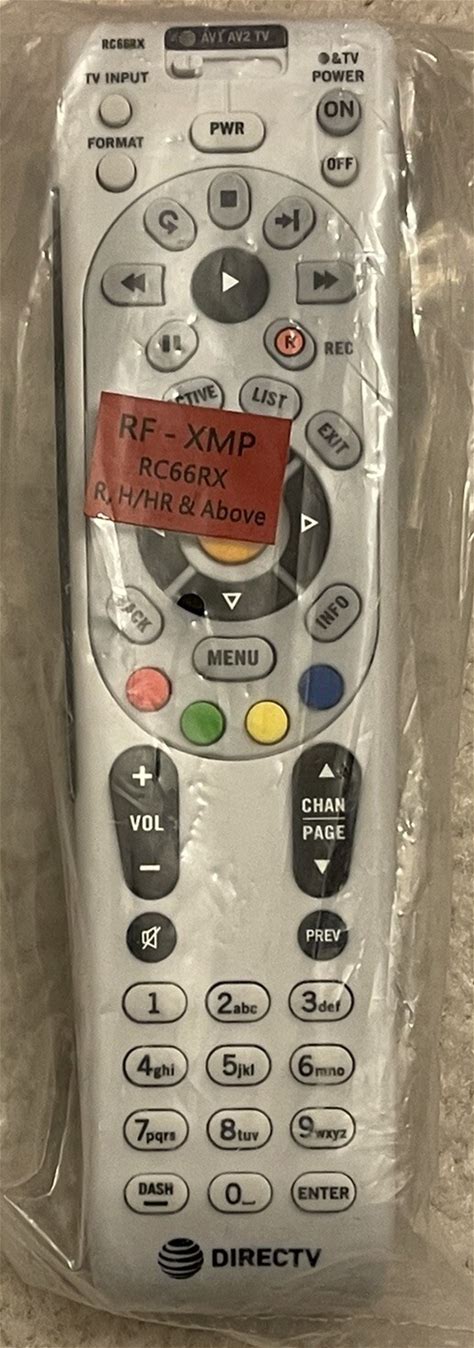 RC66RX
AV1 AV2 TV
TV INPUT
&TV
POWER
PWR
ON
FORMAT
OFF
R
REC
LIST
EXIT
RF - XMP
RC66RX
R, H/HR & Above
INFO
MENU
+
VOL
−
CHAN
PAGE
PREV
1
2abc
3def
4ghi
5jkl
6mno
7pqrs
8tuv
9wxyz
DASH
0
ENTER
DIRECTV